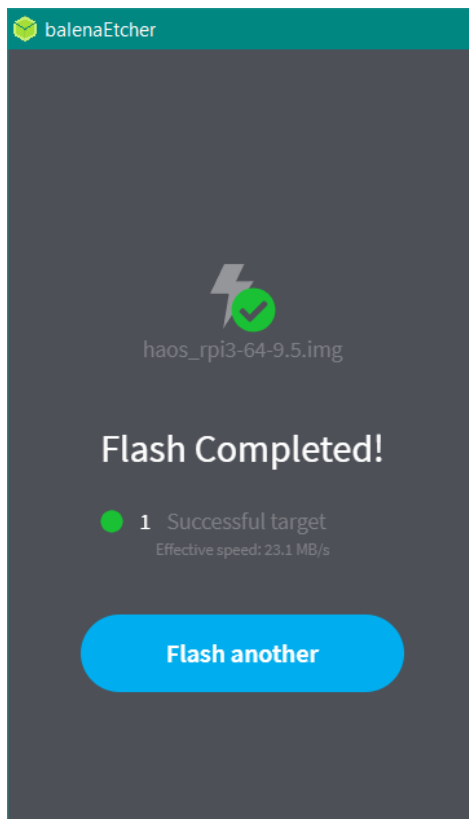 balenaEtcher
haos_rpi3-64-9.5.img
Flash Completed!
1 Successful target
Effective speed: 23.1 MB/s
Flash another